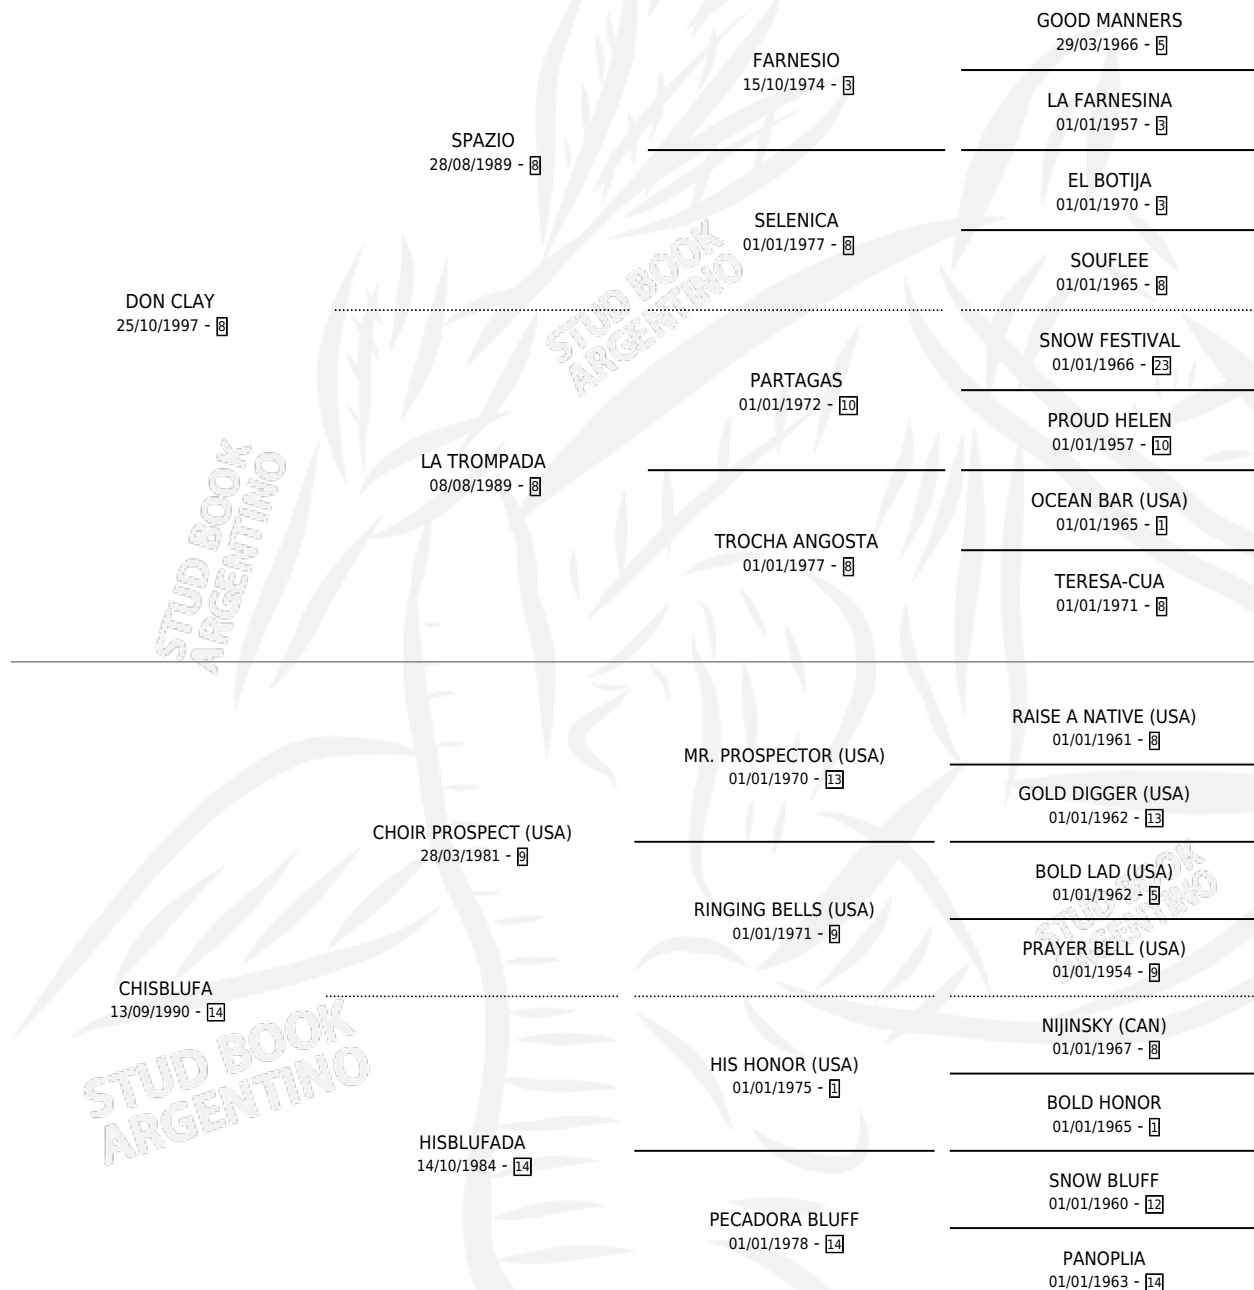 GOOD MANNERS
29/03/1966 - 5
FARNESIO
15/10/1974 - 3
LA FARNESINA
01/01/1957 - 3
SPAZIO
28/08/1989 - 8
EL BOTIJA
01/01/1970 - 3
SELENICA
01/01/1977 - 8
SOUFLEE
01/01/1965 - 8
DON CLAY
25/10/1997 - 8
SNOW FESTIVAL
01/01/1966 - 23
PARTAGAS
01/01/1972 - 10
PROUD HELEN
01/01/1957 - 10
LA TROMPADA
08/08/1989 - 8
OCEAN BAR (USA)
01/01/1965 - 1
TROCHA ANGOSTA
01/01/1977 - 8
TERESA-CUA
01/01/1971 - 8
RAISE A NATIVE (USA)
01/01/1961 - 8
MR. PROSPECTOR (USA)
01/01/1970 - 13
GOLD DIGGER (USA)
01/01/1962 - 13
CHOIR PROSPECT (USA)
28/03/1981 - 9
BOLD LAD (USA)
01/01/1962 - 5
RINGING BELLS (USA)
01/01/1971 - 9
PRAYER BELL (USA)
01/01/1954 - 9
CHISBLUFA
13/09/1990 - 14
NIJINSKY (CAN)
01/01/1967 - 8
HIS HONOR (USA)
01/01/1975 - 1
BOLD HONOR
01/01/1965 - 1
HISBLUFADA
14/10/1984 - 14
SNOW BLUFF
01/01/1960 - 12
PECADORA BLUFF
01/01/1978 - 14
PANOPLIA
01/01/1963 - 14
STUD BOOK
ARGENTINO
STUD BOOK
ARGENTINO
STUD BOOK
ARGENTINO
STUD BOOK
ARGENTINO